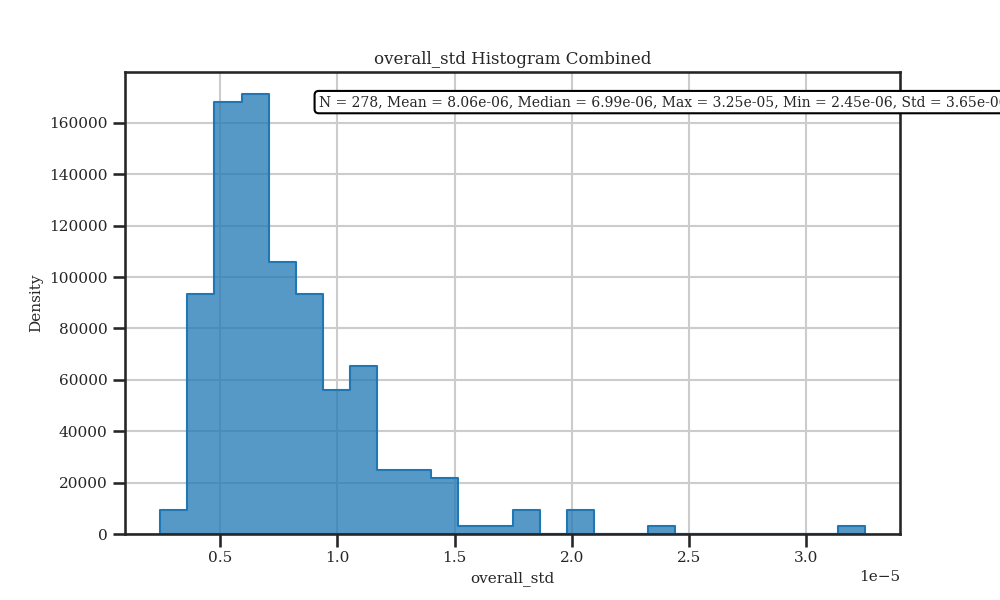 overall_std Histogram Combined
N = 278, Mean = 8.06e-06, Median = 6.99e-06, Max = 3.25e-05, Min = 2.45e-06, Std = 3.65e-0
160000
140000
120000
100000
80000
60000
40000
20000
0
Density
0.5 1.0 1.5 2.0 2.5 3.0
1e−5
overall_std